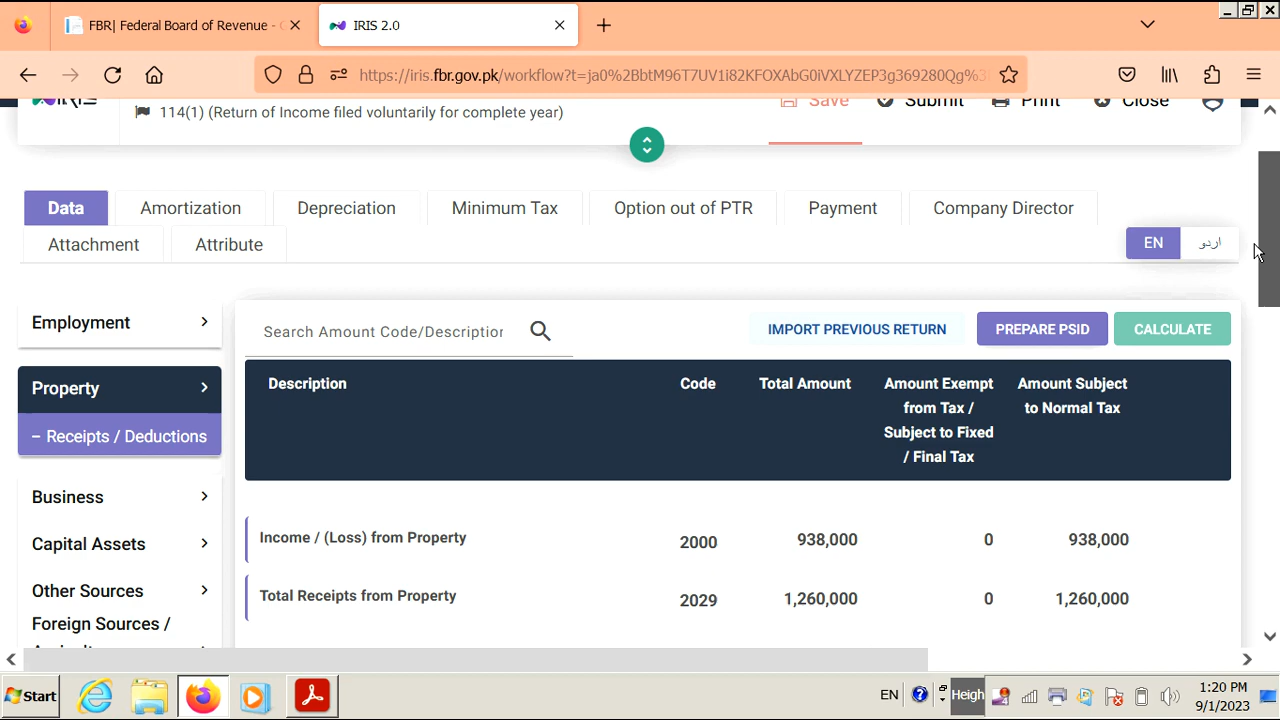 FBR| Federal Board of Revenue -
IRIS 2.0
https://iris.fbr.gov.pk/workflow?t=ja0%2BbtM96T7UV1i82KFOXAbG0iVXLYZEP3g369280Qg%3
IRIS
114(1) (Return of Income filed voluntarily for complete year)
Save Submit Print Close
Data Amortization Depreciation Minimum Tax Option out of PTR Payment Company Director
Attachment Attribute
EN اردو
Employment
Property
– Receipts / Deductions
Business
Capital Assets
Other Sources
Foreign Sources /
Search Amount Code/Description
IMPORT PREVIOUS RETURN PREPARE PSID CALCULATE
Description Code Total Amount Amount Exempt from Tax / Subject to Fixed / Final Tax Amount Subject to Normal Tax
Income / (Loss) from Property 2000 938,000 0 938,000
Total Receipts from Property 2029 1,260,000 0 1,260,000
Start
EN
Heigh
1:20 PM
9/1/2023